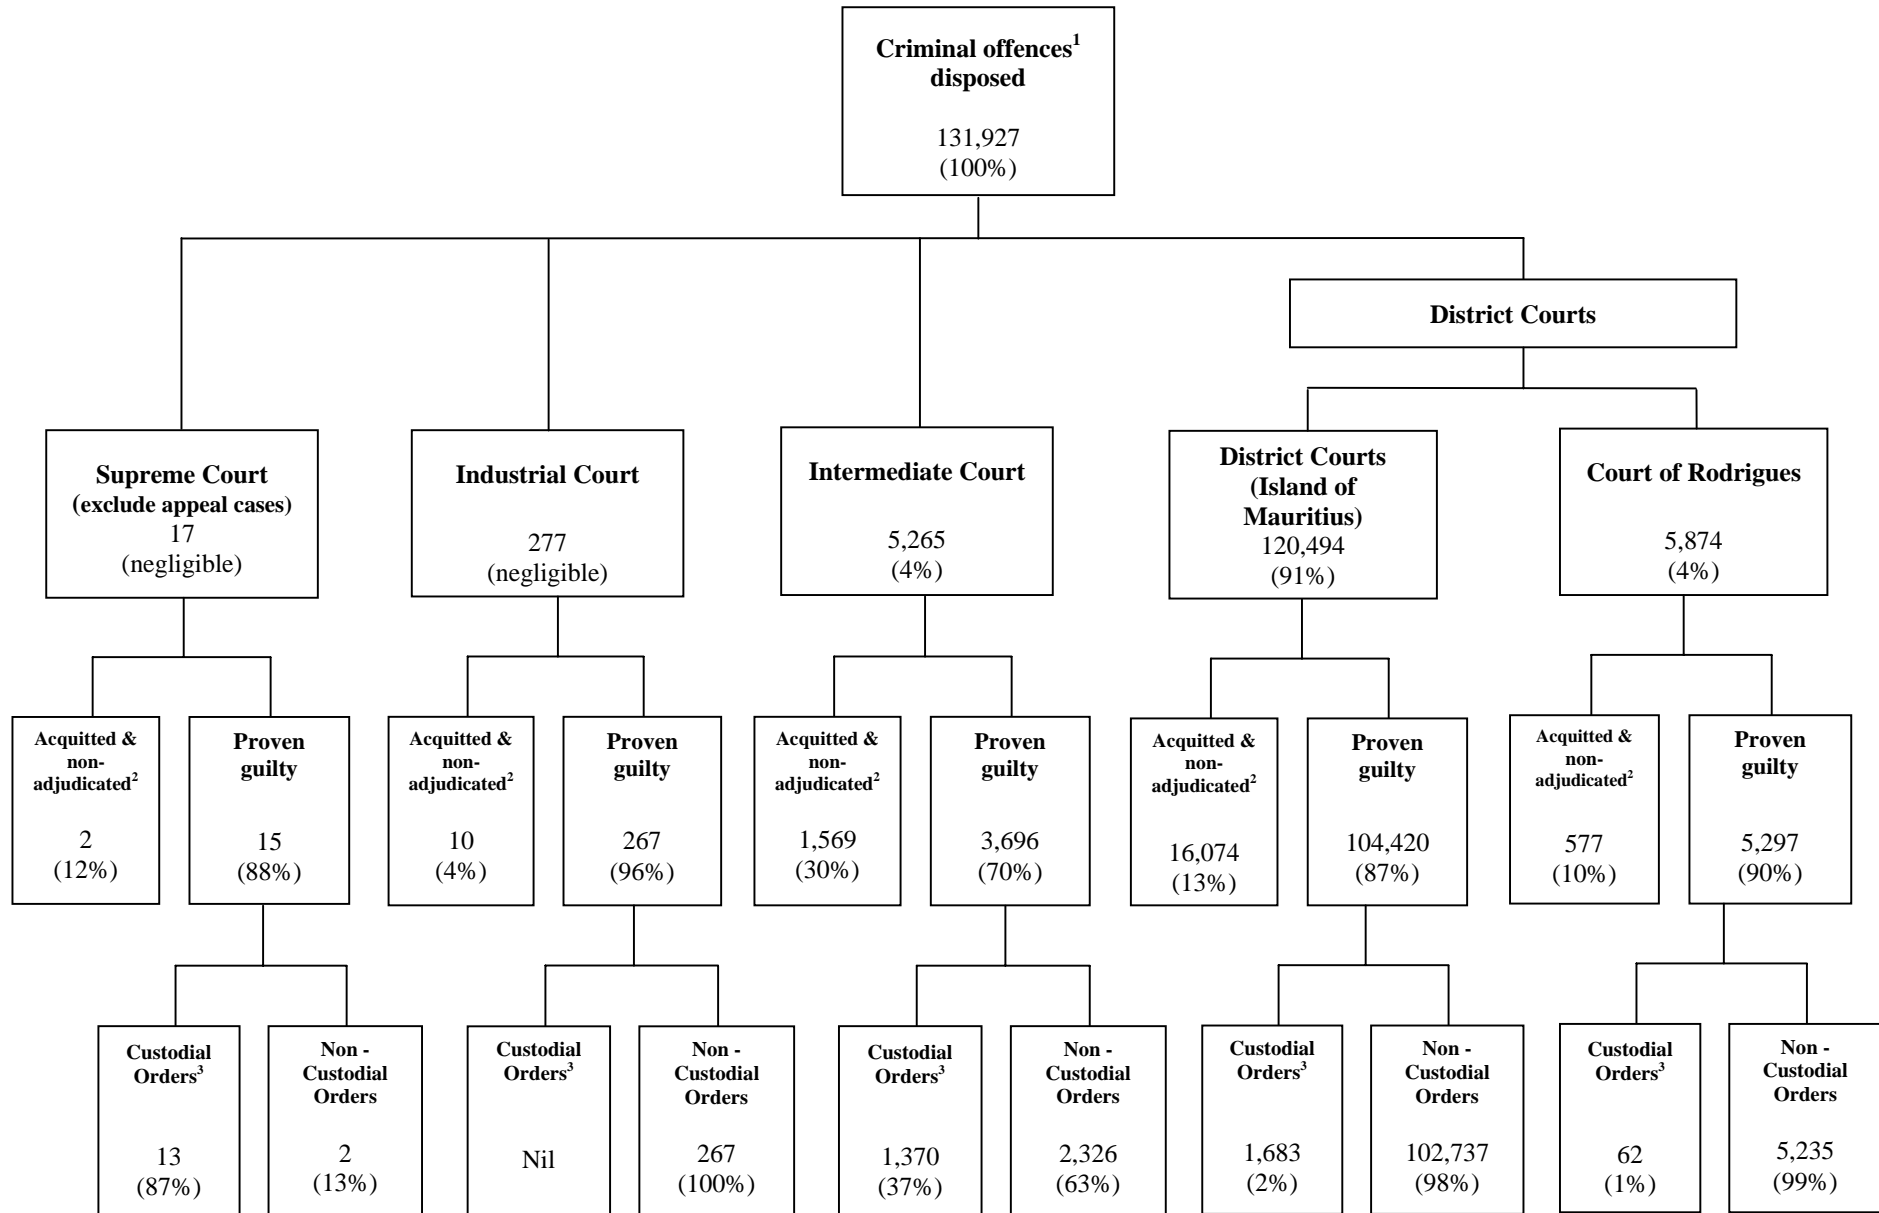 Criminal offences¹
disposed
131,927
(100%)
District Courts
Supreme Court
(exclude appeal cases)
17
(negligible)
Industrial Court
277
(negligible)
Intermediate Court
5,265
(4%)
District Courts
(Island of
Mauritius)
120,494
(91%)
Court of Rodrigues
5,874
(4%)
Acquitted &
non-
adjudicated²
2
(12%)
Proven
guilty
15
(88%)
Acquitted &
non-
adjudicated²
10
(4%)
Proven
guilty
267
(96%)
Acquitted &
non-
adjudicated²
1,569
(30%)
Proven
guilty
3,696
(70%)
Acquitted &
non-
adjudicated²
16,074
(13%)
Proven
guilty
104,420
(87%)
Acquitted &
non-
adjudicated²
577
(10%)
Proven
guilty
5,297
(90%)
Custodial
Orders³
13
(87%)
Non -
Custodial
Orders
2
(13%)
Custodial
Orders³
Nil
Non -
Custodial
Orders
267
(100%)
Custodial
Orders³
1,370
(37%)
Non -
Custodial
Orders
2,326
(63%)
Custodial
Orders³
1,683
(2%)
Non -
Custodial
Orders
102,737
(98%)
Custodial
Orders³
62
(1%)
Non -
Custodial
Orders
5,235
(99%)